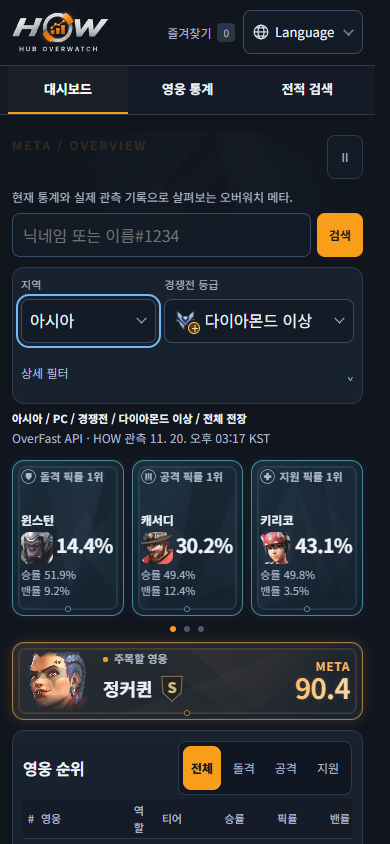 HOW
HUB OVERWATCH
즐겨찾기 0
Language
대시보드 영웅 통계 전적 검색
META / OVERVIEW
현재 통계와 실제 관측 기록으로 살펴보는 오버워치 메타.
닉네임 또는 이름#1234 검색
지역 경쟁전 등급
아시아 다이아몬드 이상
상세 필터
아시아 / PC / 경쟁전 / 다이아몬드 이상 / 전체 전장
OverFast API · HOW 관측 11. 20. 오후 03:17 KST
돌격 픽률 1위
윈스턴
14.4%
승률 51.9%
밴률 9.2%
공격 픽률 1위
캐서디
30.2%
승률 49.4%
밴률 12.4%
지원 픽률 1위
키리코
43.1%
승률 49.8%
밴률 3.5%
주목할 영웅
정커퀸 S
META
90.4
영웅 순위
전체 돌격 공격 지원
# 영웅 역할 티어 승률 픽률 밴률